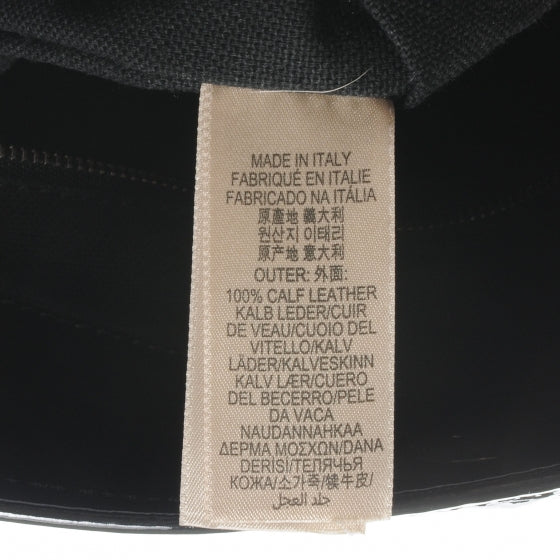 MADE IN ITALY
FABRIQUÉ EN ITALIE
FABRICADO NA ITÁLIA
原產地 義大利
원산지 이태리
原产地 意大利
OUTER: 外面:
100% CALF LEATHER
KALB LEDER/CUIR
DE VEAU/CUOIO DEL
VITELLO/KALV
LÄDER/KALVESKINN
KALV LÆR/CUERO
DEL BECERRO/PELE
DA VACA
NAUDANNAHKAA
ΔΕΡΜΑ ΜΟΣΧΩΝ/DANA
DERISI/ТЕЛЯЧЬЯ
КОЖА/소가죽/犊牛皮/
جلد العجل